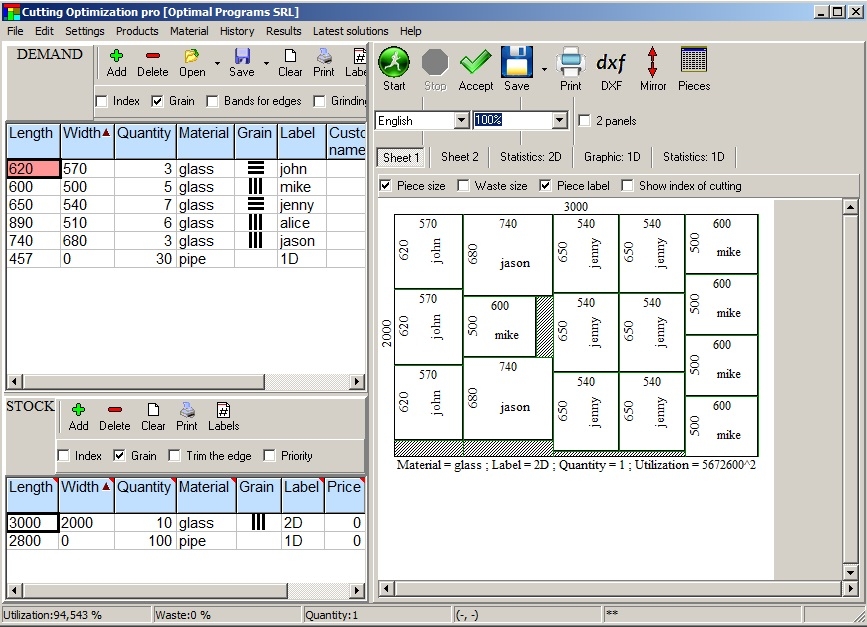 Cutting Optimization pro [Optimal Programs SRL]
File Edit Settings Products Material History Results Latest solutions Help
DEMAND
Add Delete Open Save Clear Print Labe
Index Grain Bands for edges Grinding
Length Width Quantity Material Grain Label Custo name
620 570 3 glass john
600 500 5 glass mike
650 540 7 glass jenny
890 510 6 glass alice
740 680 3 glass jason
457 0 30 pipe 1D
STOCK
Add Delete Clear Print Labels
Index Grain Trim the edge Priority
Length Width Quantity Material Grain Label Price
3000 2000 10 glass 2D 0
2800 0 100 pipe 1D 0
Start Stop Accept Save Print dxf DXF Mirror Pieces
English 100% 2 panels
Sheet 1 Sheet 2 Statistics: 2D Graphic: 1D Statistics: 1D
Piece size Waste size Piece label Show index of cutting
3000
2000
570 740 540 540 600
620 john 680 jason 650 jenny 650 jenny 500 mike
570 600 540 540 600
620 john 500 mike 650 jenny 650 jenny 500 mike
600
500 mike
570 740 540 540 600
620 john 680 jason 650 jenny 650 jenny 500 mike
Material = glass ; Label = 2D ; Quantity = 1 ; Utilization = 5672600^2
Utilization:94,543 % Waste:0 % Quantity:1 (-, -) **